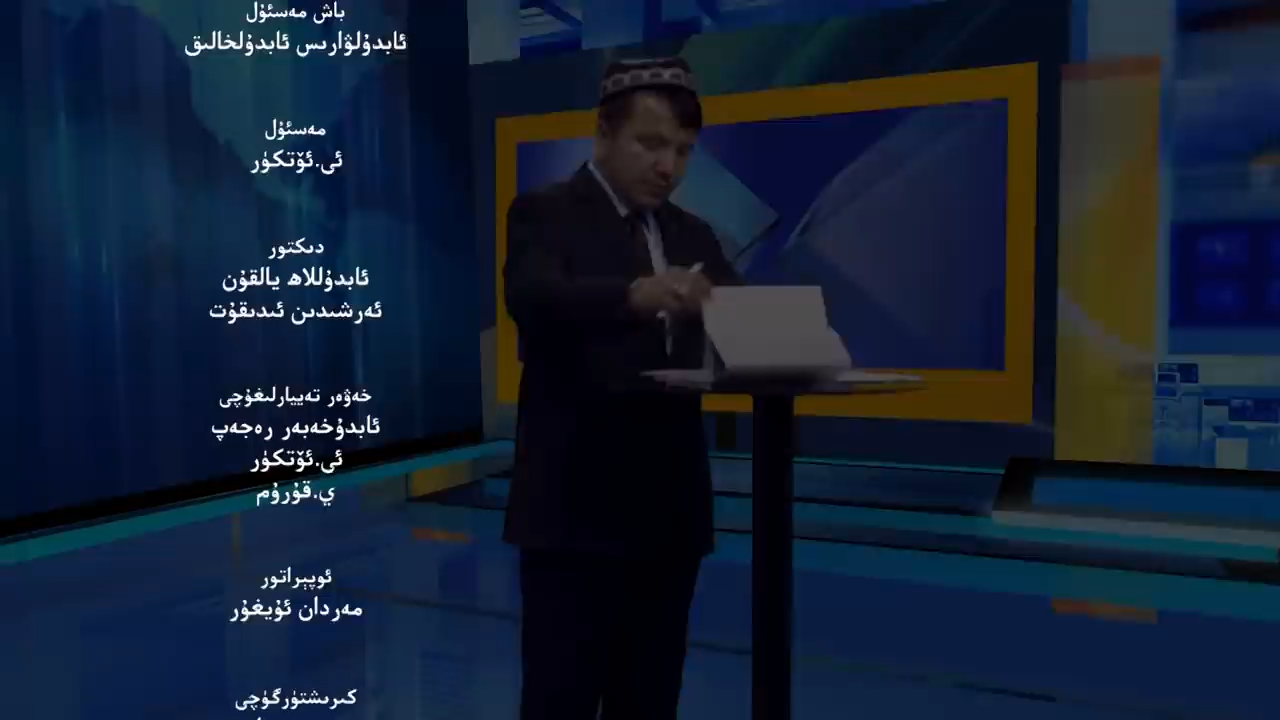 باش مەسئۇل
ئابدۇلۋارىس ئابدۇلخالىق
مەسئۇل
ئى.ئۆتكۈر
دىكتور
ئابدۇللاھ يالقۇن
ئەرشىدىن ئىدىقۇت
خەۋەر تەييارلىغۇچى
ئابدۇخەبەر رەجەپ
ئى.ئۆتكۈر
ي.قۇرۇم
ئوپېراتور
مەردان ئۇيغۇر
كىرىشتۈرگۈچى